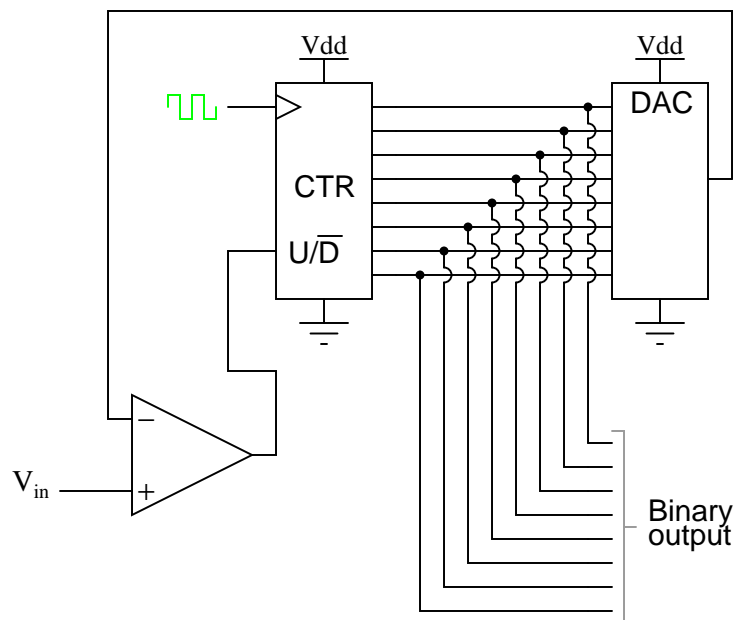 Vdd
Vdd
DAC
CTR
U/D̅
−
V_in
+
Binary
output